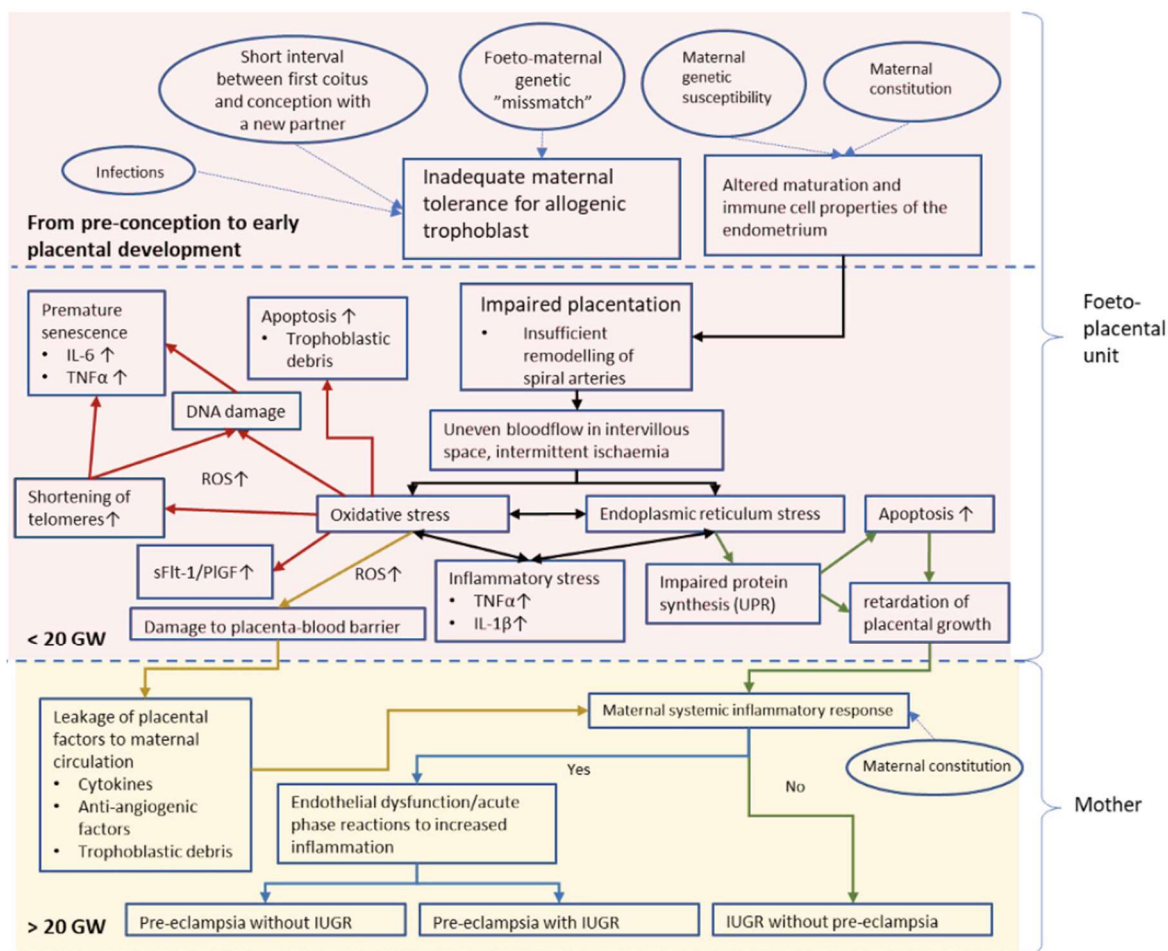 Short interval
between first coitus
and conception with
a new partner
Foeto-maternal
genetic
”missmatch”
Maternal
genetic
susceptibility
Maternal
constitution
Infections
Inadequate maternal
tolerance for allogenic
trophoblast
Altered maturation and
immune cell properties of the
endometrium
From pre-conception to early
placental development
Foeto-
placental
unit
Premature
senescence
• IL-6 ↑
• TNFα ↑
Apoptosis ↑
• Trophoblastic
debris
Impaired placentation
• Insufficient
remodelling of
spiral arteries
DNA damage
Uneven bloodflow in intervillous
space, intermittent ischaemia
ROS↑
Shortening of
telomeres↑
Oxidative stress
Endoplasmic reticulum stress
Apoptosis ↑
sFlt-1/PlGF↑
ROS↑
Inflammatory stress
• TNFα↑
• IL-1β↑
Impaired protein
synthesis (UPR)
retardation of
placental growth
Damage to placenta-blood barrier
< 20 GW
Leakage of placental
factors to maternal
circulation
• Cytokines
• Anti-angiogenic
factors
• Trophoblastic debris
Maternal systemic inflammatory response
Maternal constitution
Yes
No
Endothelial dysfunction/acute
phase reactions to increased
inflammation
Mother
> 20 GW
Pre-eclampsia without IUGR
Pre-eclampsia with IUGR
IUGR without pre-eclampsia